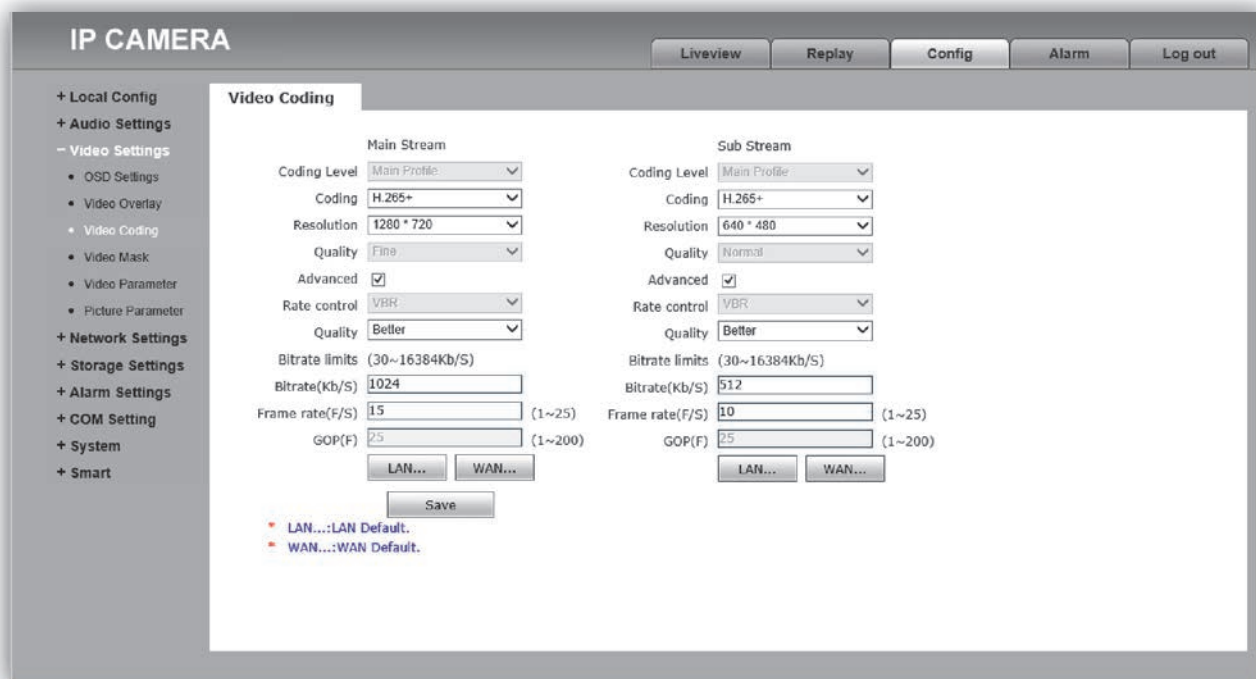 IP CAMERA
Liveview
Replay
Config
Alarm
Log out
+ Local Config
+ Audio Settings
− Video Settings
• OSD Settings
• Video Overlay
• Video Coding
• Video Mask
• Video Parameter
• Picture Parameter
+ Network Settings
+ Storage Settings
+ Alarm Settings
+ COM Setting
+ System
+ Smart
Video Coding
Main Stream
Coding Level Main Profile
Coding H.265+
Resolution 1280 * 720
Quality Fine
Advanced
Rate control VBR
Quality Better
Bitrate limits (30~16384Kb/S)
Bitrate(Kb/S) 1024
Frame rate(F/S) 15 (1~25)
GOP(F) 25 (1~200)
LAN... WAN...
Save
Sub Stream
Coding Level Main Profile
Coding H.265+
Resolution 640 * 480
Quality Normal
Advanced
Rate control VBR
Quality Better
Bitrate limits (30~16384Kb/S)
Bitrate(Kb/S) 512
Frame rate(F/S) 10 (1~25)
GOP(F) 25 (1~200)
LAN... WAN...
* LAN...:LAN Default.
* WAN...:WAN Default.